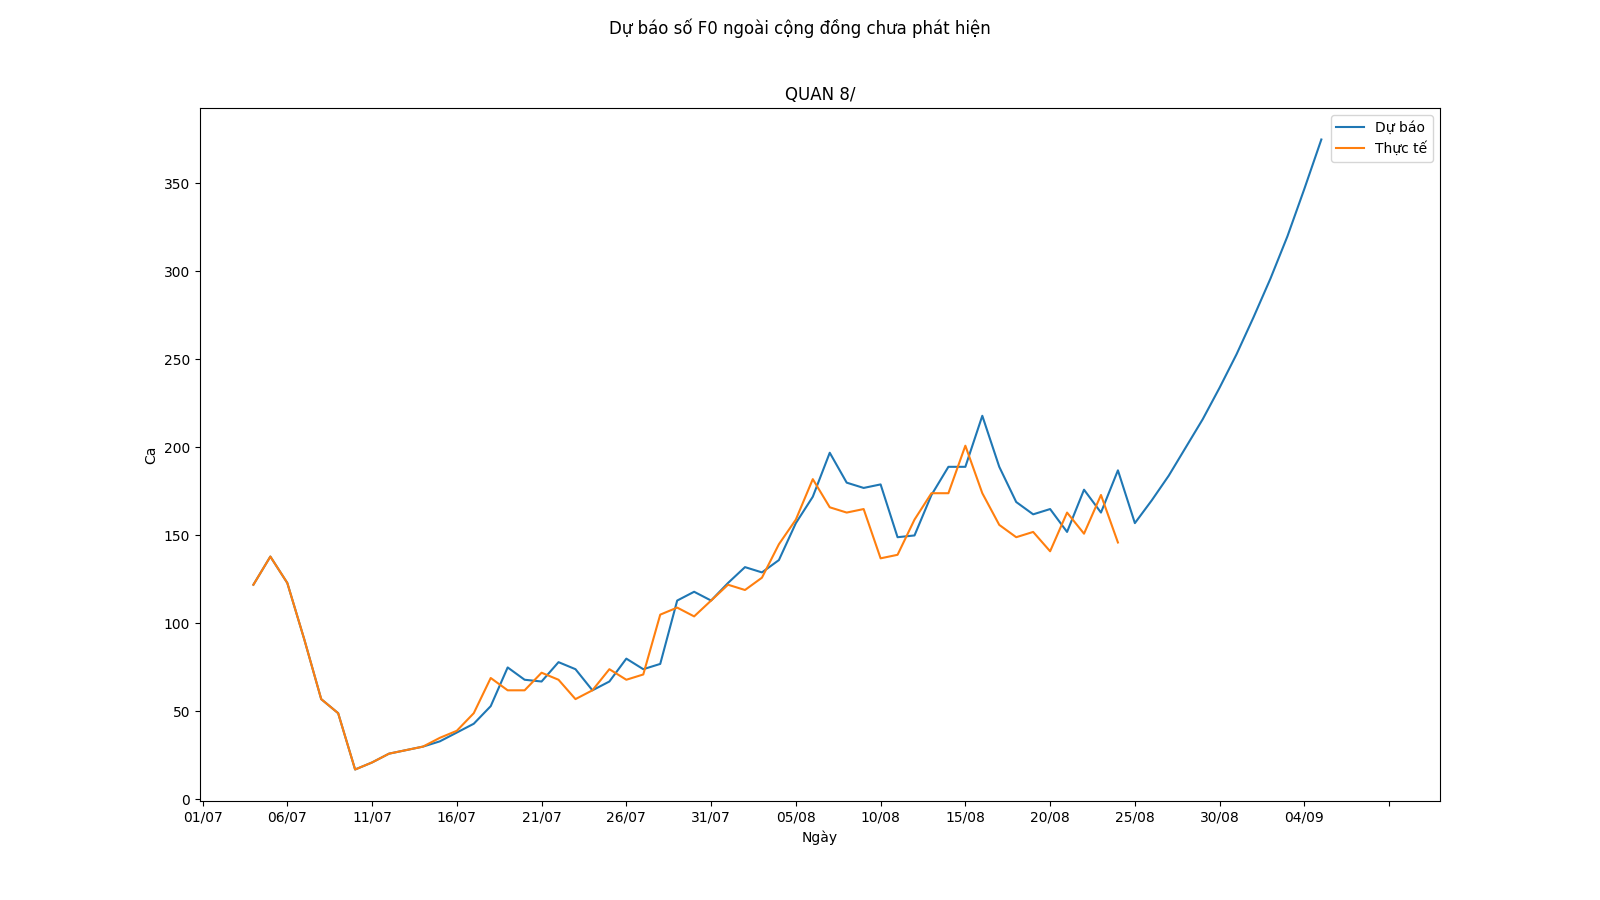 Dự báo số F0 ngoài cộng đồng chưa phát hiện
QUAN 8/
Dự báo
Thực tế
350
300
250
200
150
100
50
0
Ca
01/07 06/07 11/07 16/07 21/07 26/07 31/07 05/08 10/08 15/08 20/08 25/08 30/08 04/09
Ngày